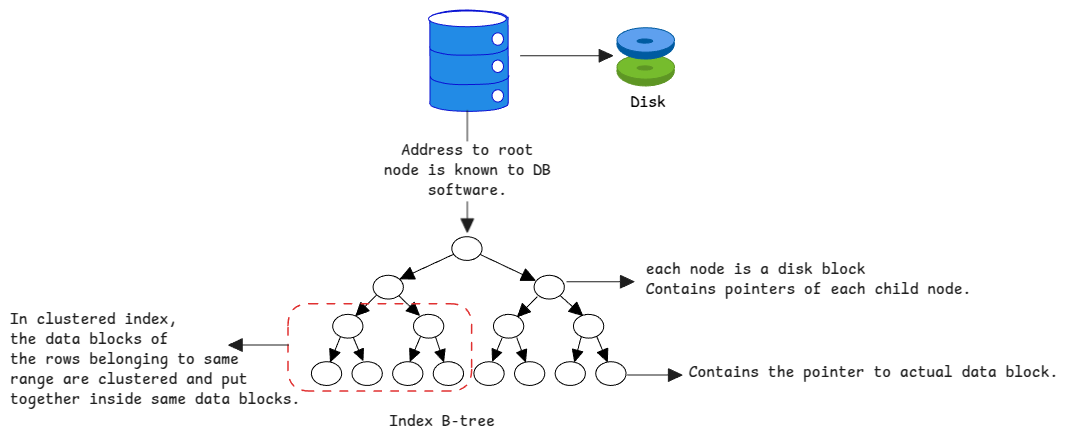 Disk
Address to root
node is known to DB
software.
each node is a disk block
Contains pointers of each child node.
In clustered index,
the data blocks of
the rows belonging to same
range are clustered and put
together inside same data blocks.
Contains the pointer to actual data block.
Index B-tree